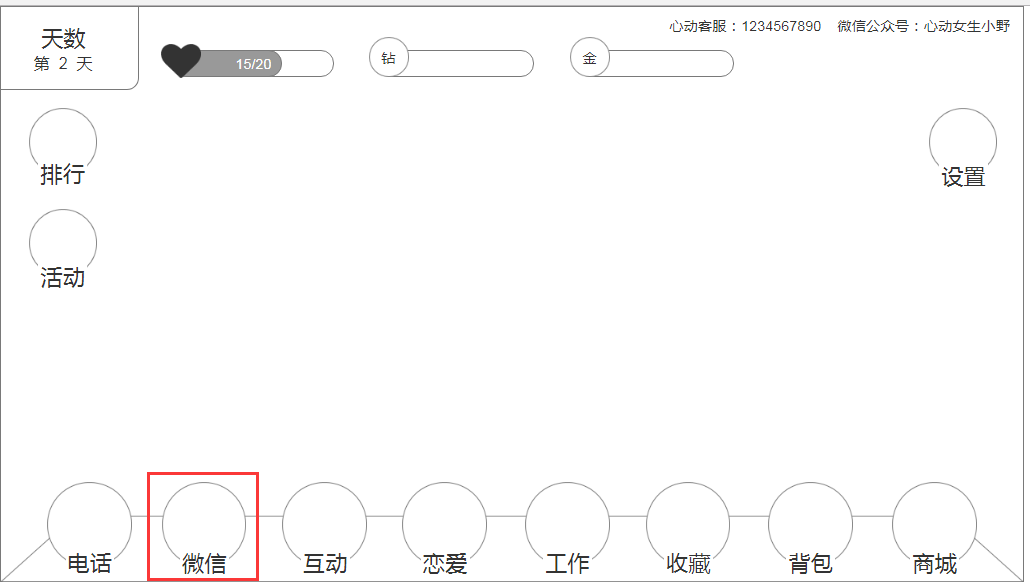 天数
第 2 天
15/20
钻
金
心动客服：1234567890 微信公众号：心动女生小野
排行
设置
活动
电话
微信
互动
恋爱
工作
收藏
背包
商城